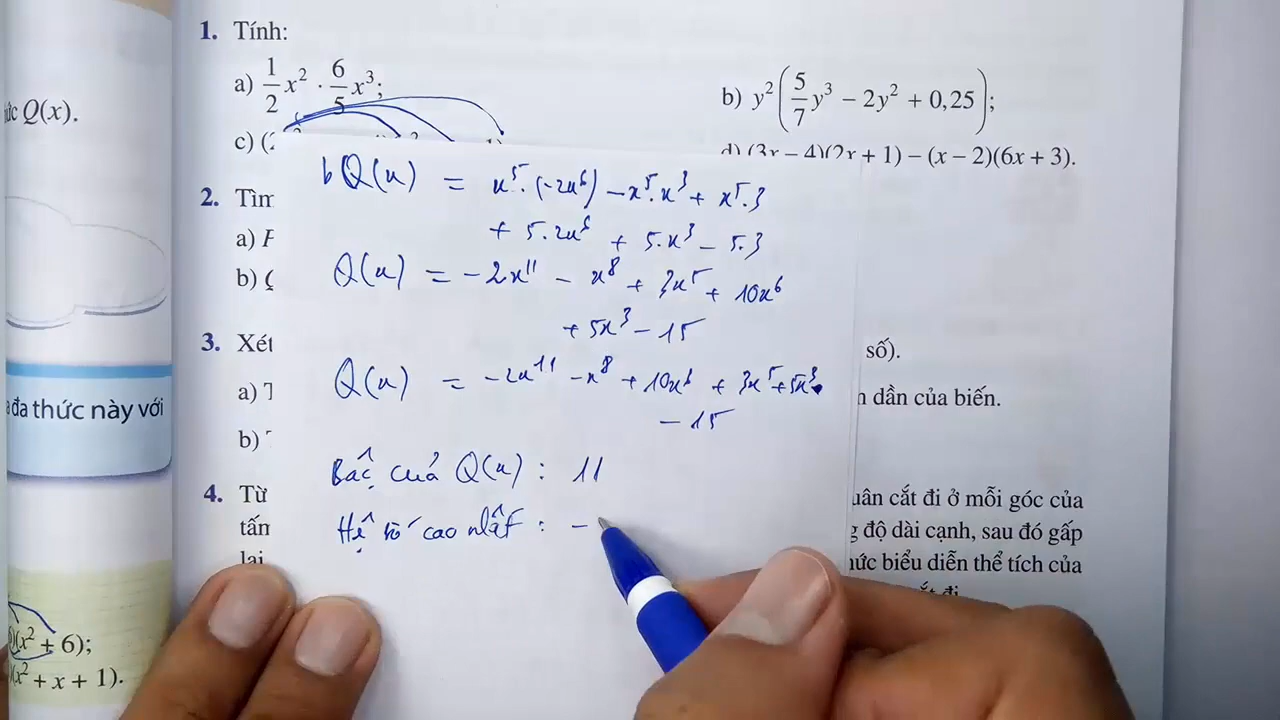 1. Tính:
a) 1/2 x² · 6/5 x³;
b) y² (5/7 y³ − 2y² + 0,25);
c) (2
d) (3x − 4)(2x + 1) − (x − 2)(6x + 3).
2. Tìm
a) P
b) Q
3. Xét
số).
a) T
n dần của biến.
b)
4. Từ
uân cắt đi ở mỗi góc của
tấm
g độ dài cạnh, sau đó gấp
lại
hức biểu diễn thể tích của
Q(x).
a đa thức này với
(x² + 6);
(x² + x + 1).
b Q(x) = x⁵.(-2x⁶) - x⁵.x³ + x⁵.3
+ 5.2x⁶ + 5.x³ - 5.3
Q(x) = -2x¹¹ - x⁸ + 3x⁵ + 10x⁶
+ 5x³ - 15
Q(x) = -2x¹¹ - x⁸ + 10x⁶ + 3x⁵ + 5x³
- 15
Bậc của Q(x) : 11
Hệ số cao nhất : -